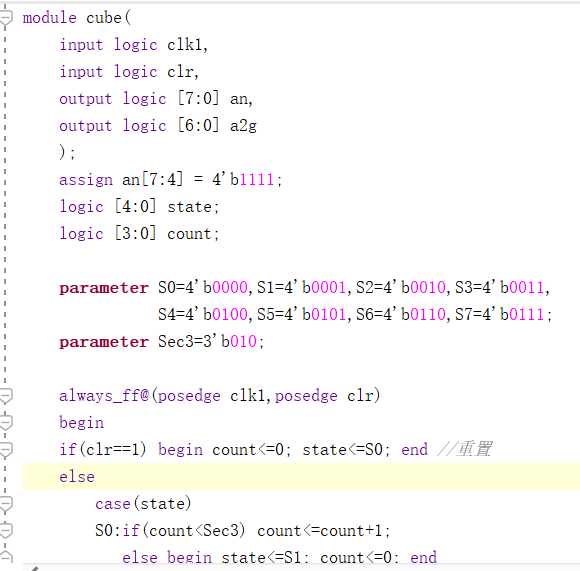 module cube(
input logic clk1,
input logic clr,
output logic [7:0] an,
output logic [6:0] a2g
);
assign an[7:4] = 4'b1111;
logic [4:0] state;
logic [3:0] count;
parameter S0=4'b0000,S1=4'b0001,S2=4'b0010,S3=4'b0011,
S4=4'b0100,S5=4'b0101,S6=4'b0110,S7=4'b0111;
parameter Sec3=3'b010;
always_ff@(posedge clk1,posedge clr)
begin
if(clr==1) begin count<=0; state<=S0; end //重置
else
case(state)
S0:if(count<Sec3) count<=count+1;
else begin state<=S1; count<=0; end